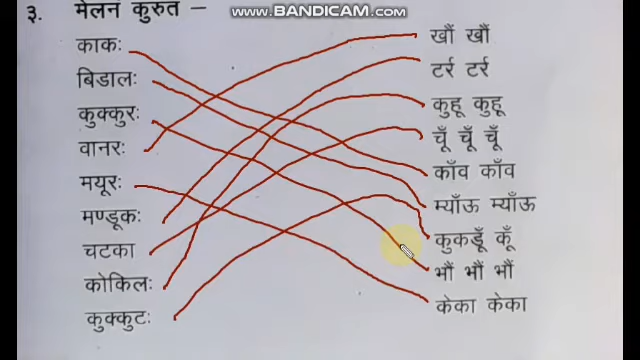 ३. मेलनं कुरुत –
www.BANDICAM.com
काकः खौं खौं
बिडालः टर्र टर्र
कुक्कुरः कुहू कुहू
वानरः चूँ चूँ चूँ
मयूरः काँव काँव
मण्डूकः म्याँऊ म्याँऊ
चटका कुकडूँ कूँ
कोकिलः भौं भौं भौं
कुक्कुटः केका केका